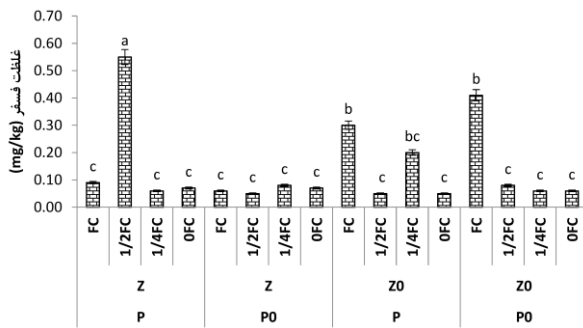 غلظت فسفر (mg/kg)
0.70
0.60
0.50
0.40
0.30
0.20
0.10
0.00
c a c c c c c c b c bc c b c c c
FC 1/2FC 1/4FC 0FC FC 1/2FC 1/4FC 0FC FC 1/2FC 1/4FC 0FC FC 1/2FC 1/4FC 0FC
Z Z Z0 Z0
P P0 P P0